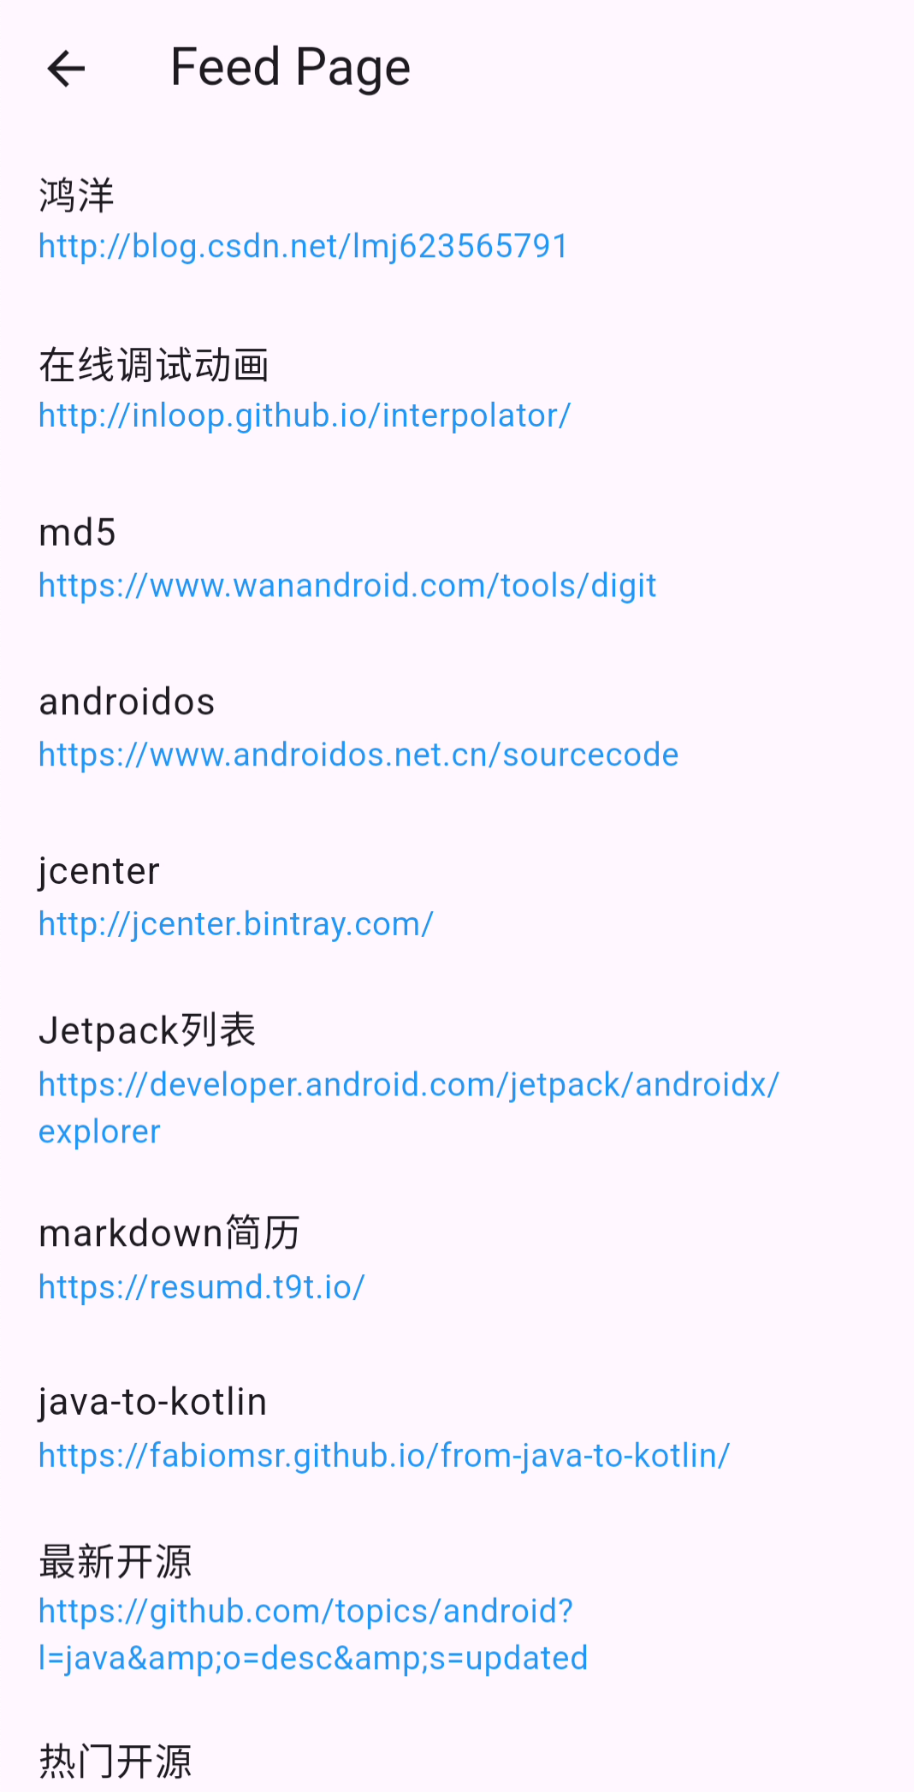 Feed Page
鸿洋
http://blog.csdn.net/lmj623565791
在线调试动画
http://inloop.github.io/interpolator/
md5
https://www.wanandroid.com/tools/digit
androidos
https://www.androidos.net.cn/sourcecode
jcenter
http://jcenter.bintray.com/
Jetpack列表
https://developer.android.com/jetpack/androidx/
explorer
markdown简历
https://resumd.t9t.io/
java-to-kotlin
https://fabiomsr.github.io/from-java-to-kotlin/
最新开源
https://github.com/topics/android?
l=java&amp;o=desc&amp;s=updated
热门开源